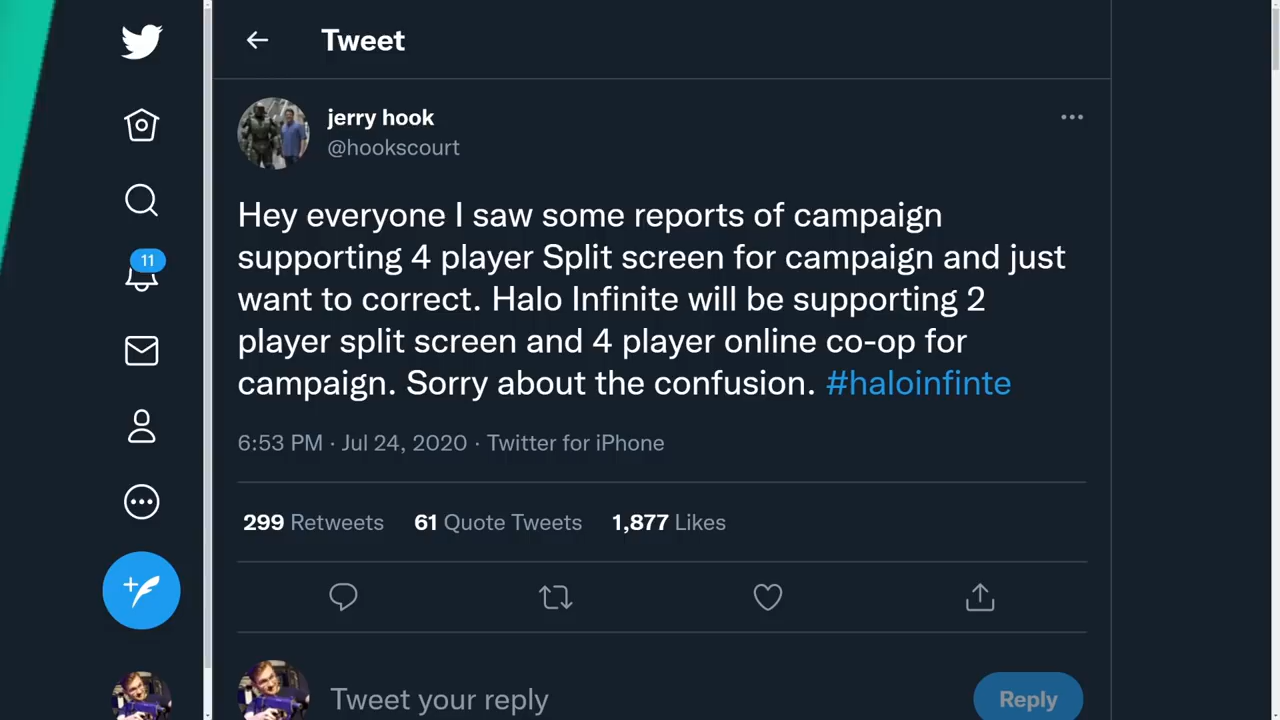 Tweet
jerry hook
@hookscourt
Hey everyone I saw some reports of campaign
supporting 4 player Split screen for campaign and just
want to correct. Halo Infinite will be supporting 2
player split screen and 4 player online co-op for
campaign. Sorry about the confusion. #haloinfinte
6:53 PM · Jul 24, 2020 · Twitter for iPhone
299 Retweets 61 Quote Tweets 1,877 Likes
11
Tweet your reply
Reply